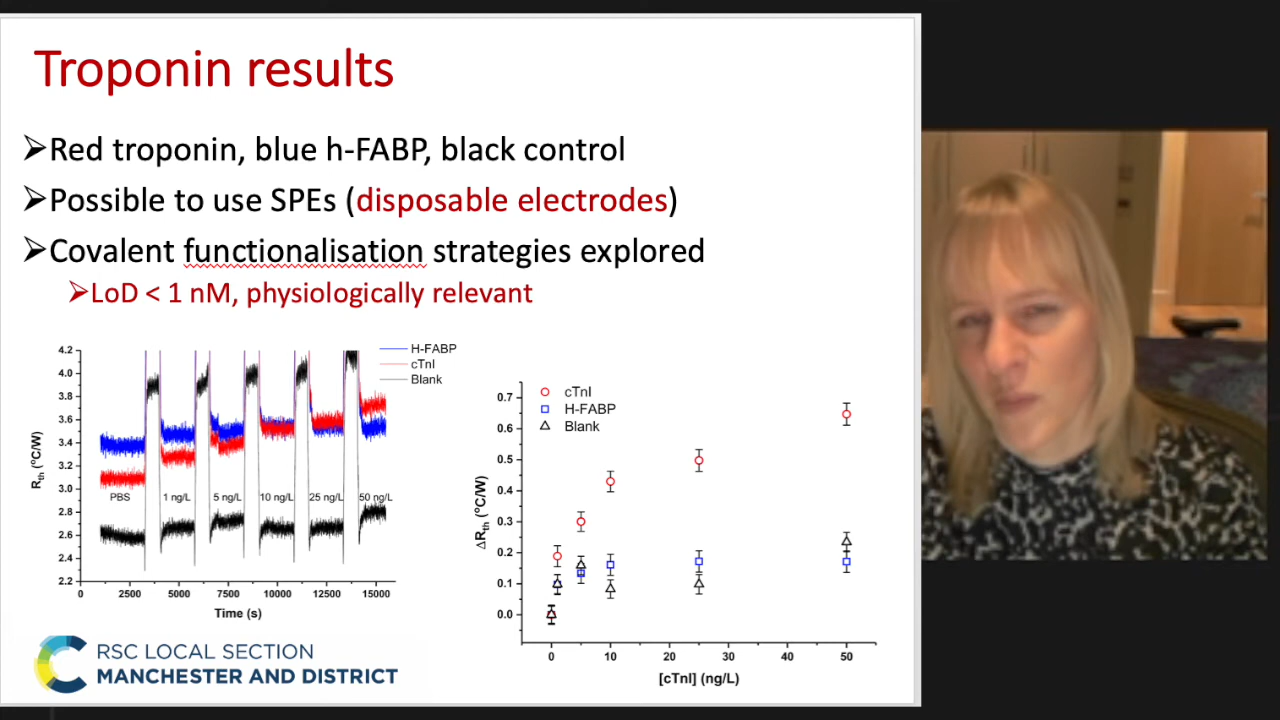 Troponin results
➢Red troponin, blue h-FABP, black control
➢Possible to use SPEs (disposable electrodes)
➢Covalent functionalisation strategies explored
➢LoD < 1 nM, physiologically relevant
H-FABP
cTnI
Blank
4.2
4.0
3.8
3.6
3.4
3.2
3.0
2.8
2.6
2.4
2.2
Rth (°C/W)
PBS
1 ng/L
5 ng/L
10 ng/L
25 ng/L
50 ng/L
0
2500
5000
7500
10000
12500
15000
Time (s)
cTnI
H-FABP
Blank
0.7
0.6
0.5
0.4
0.3
0.2
0.1
0.0
ΔRth (°C/W)
0
10
20
30
40
50
[cTnI] (ng/L)
RSC LOCAL SECTION
MANCHESTER AND DISTRICT